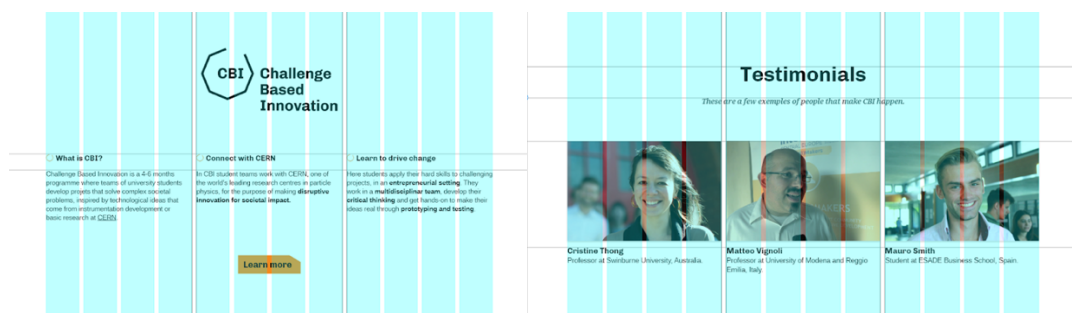 CBI Challenge
Based
Innovation
What is CBI?
Challenge Based Innovation is a 4-6 months
programme where teams of university students
develop projets that solve complex societal
problems, inspired by technological ideas that
come from instrumentation development or
basic research at CERN.
Connect with CERN
In CBI student teams work with CERN, one of
the world's leading research centres in particle
physics, for the purpose of making disruptive
innovation for societal impact.
Learn to drive change
Here students apply their hard skills to challenging
projects, in an entrepreneurial setting. They
work in a multidisciplinar team, develop their
critical thinking and get hands-on to make their
ideas real through prototyping and testing.
Learn more
Testimonials
These are a few exemples of people that make CBI happen.
Cristine Thong
Professor at Swinburne University, Australia.
Matteo Vignoli
Professor at University of Modena and Reggio
Emilia, Italy.
Mauro Smith
Student at ESADE Business School, Spain.